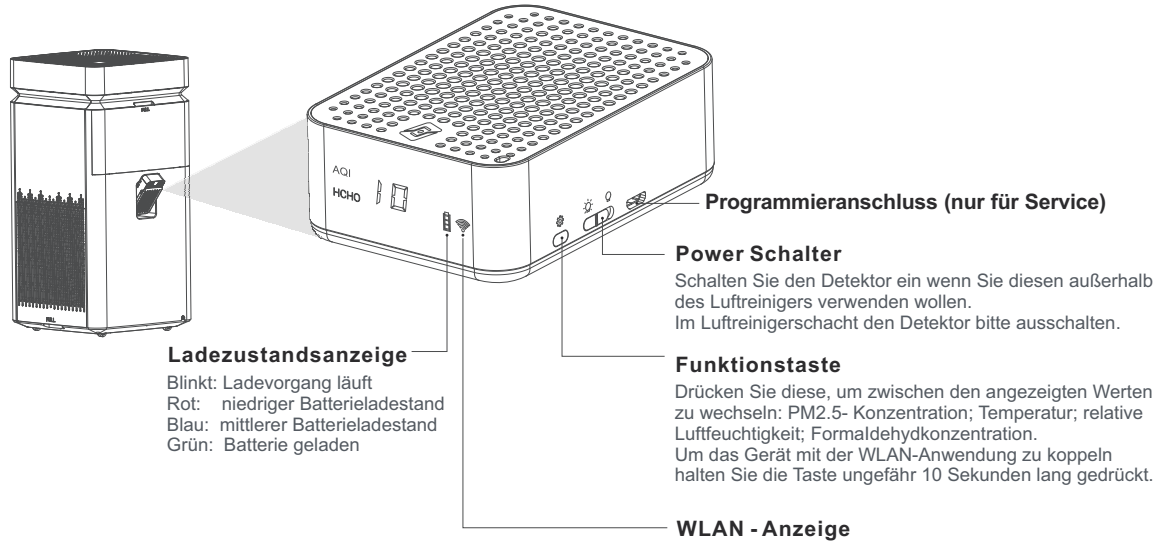 AQI
HCHO 10
Programmieranschluss (nur für Service)
Power Schalter
Schalten Sie den Detektor ein wenn Sie diesen außerhalb
des Luftreinigers verwenden wollen.
Im Luftreinigerschacht den Detektor bitte ausschalten.
Ladezustandsanzeige
Blinkt: Ladevorgang läuft
Rot: niedriger Batterieladestand
Blau: mittlerer Batterieladestand
Grün: Batterie geladen
Funktionstaste
Drücken Sie diese, um zwischen den angezeigten Werten
zu wechseln: PM2.5- Konzentration; Temperatur; relative
Luftfeuchtigkeit; Formaldehydkonzentration.
Um das Gerät mit der WLAN-Anwendung zu koppeln
halten Sie die Taste ungefähr 10 Sekunden lang gedrückt.
WLAN - Anzeige